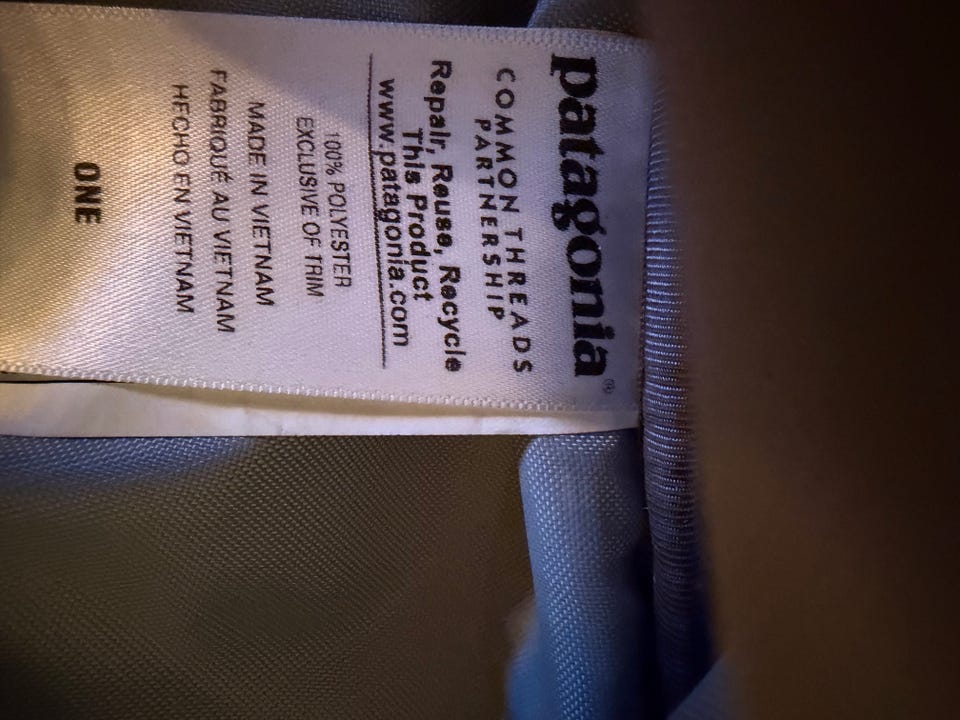 patagonia®
COMMON THREADS
PARTNERSHIP
Repair, Reuse, Recycle
This Product
www.patagonia.com
100% POLYESTER
EXCLUSIVE OF TRIM
MADE IN VIETNAM
FABRIQUÉ AU VIETNAM
HECHO EN VIETNAM
ONE